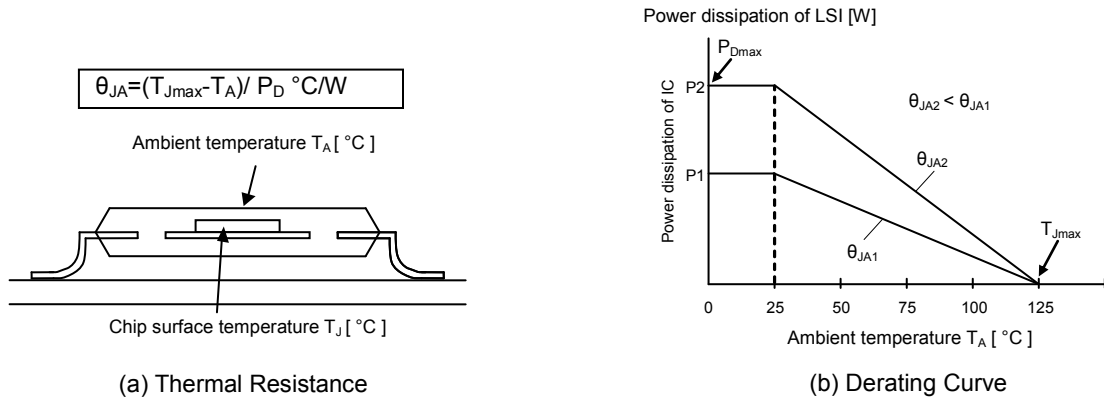 θJA=(TJmax-TA)/ PD °C/W
Ambient temperature TA [ °C ]
Chip surface temperature TJ [ °C ]
(a) Thermal Resistance
Power dissipation of LSI [W]
PDmax
P2
θJA2 < θJA1
Power dissipation of IC
θJA2
P1
TJmax
θJA1
0 25 50 75 100 125
Ambient temperature TA [ °C ]
(b) Derating Curve